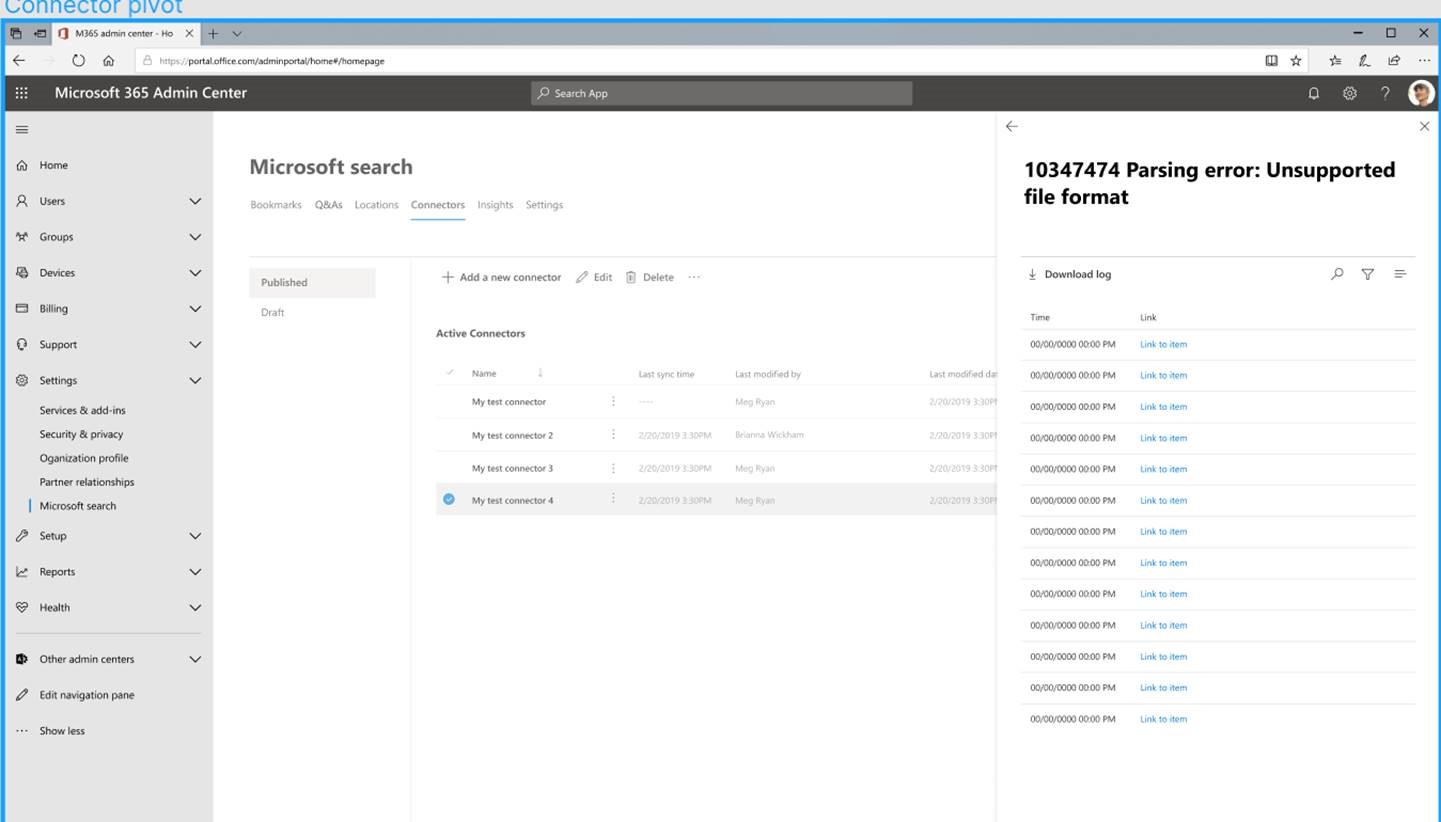 Connector pivot
M365 admin center - Ho
https://portal.office.com/adminportal/home#/homepage
Microsoft 365 Admin Center
Search App
Home
Users
Groups
Devices
Billing
Support
Settings
Services & add-ins
Security & privacy
Oganization profile
Partner relationships
Microsoft search
Setup
Reports
Health
Other admin centers
Edit navigation pane
Show less
Microsoft search
Bookmarks Q&As Locations Connectors Insights Settings
Published
Draft
Add a new connector Edit Delete
Active Connectors
Name Last sync time Last modified by Last modified dat
My test connector ---- Meg Ryan 2/20/2019 3:30PM
My test connector 2 2/20/2019 3:30PM Brianna Wickham 2/20/2019 3:30PM
My test connector 3 2/20/2019 3:30PM Meg Ryan 2/20/2019 3:30PM
My test connector 4 2/20/2019 3:30PM Meg Ryan 2/20/2019 3:30PM
10347474 Parsing error: Unsupported
file format
Download log
Time Link
00/00/0000 00:00 PM Link to item
00/00/0000 00:00 PM Link to item
00/00/0000 00:00 PM Link to item
00/00/0000 00:00 PM Link to item
00/00/0000 00:00 PM Link to item
00/00/0000 00:00 PM Link to item
00/00/0000 00:00 PM Link to item
00/00/0000 00:00 PM Link to item
00/00/0000 00:00 PM Link to item
00/00/0000 00:00 PM Link to item
00/00/0000 00:00 PM Link to item
00/00/0000 00:00 PM Link to item
00/00/0000 00:00 PM Link to item